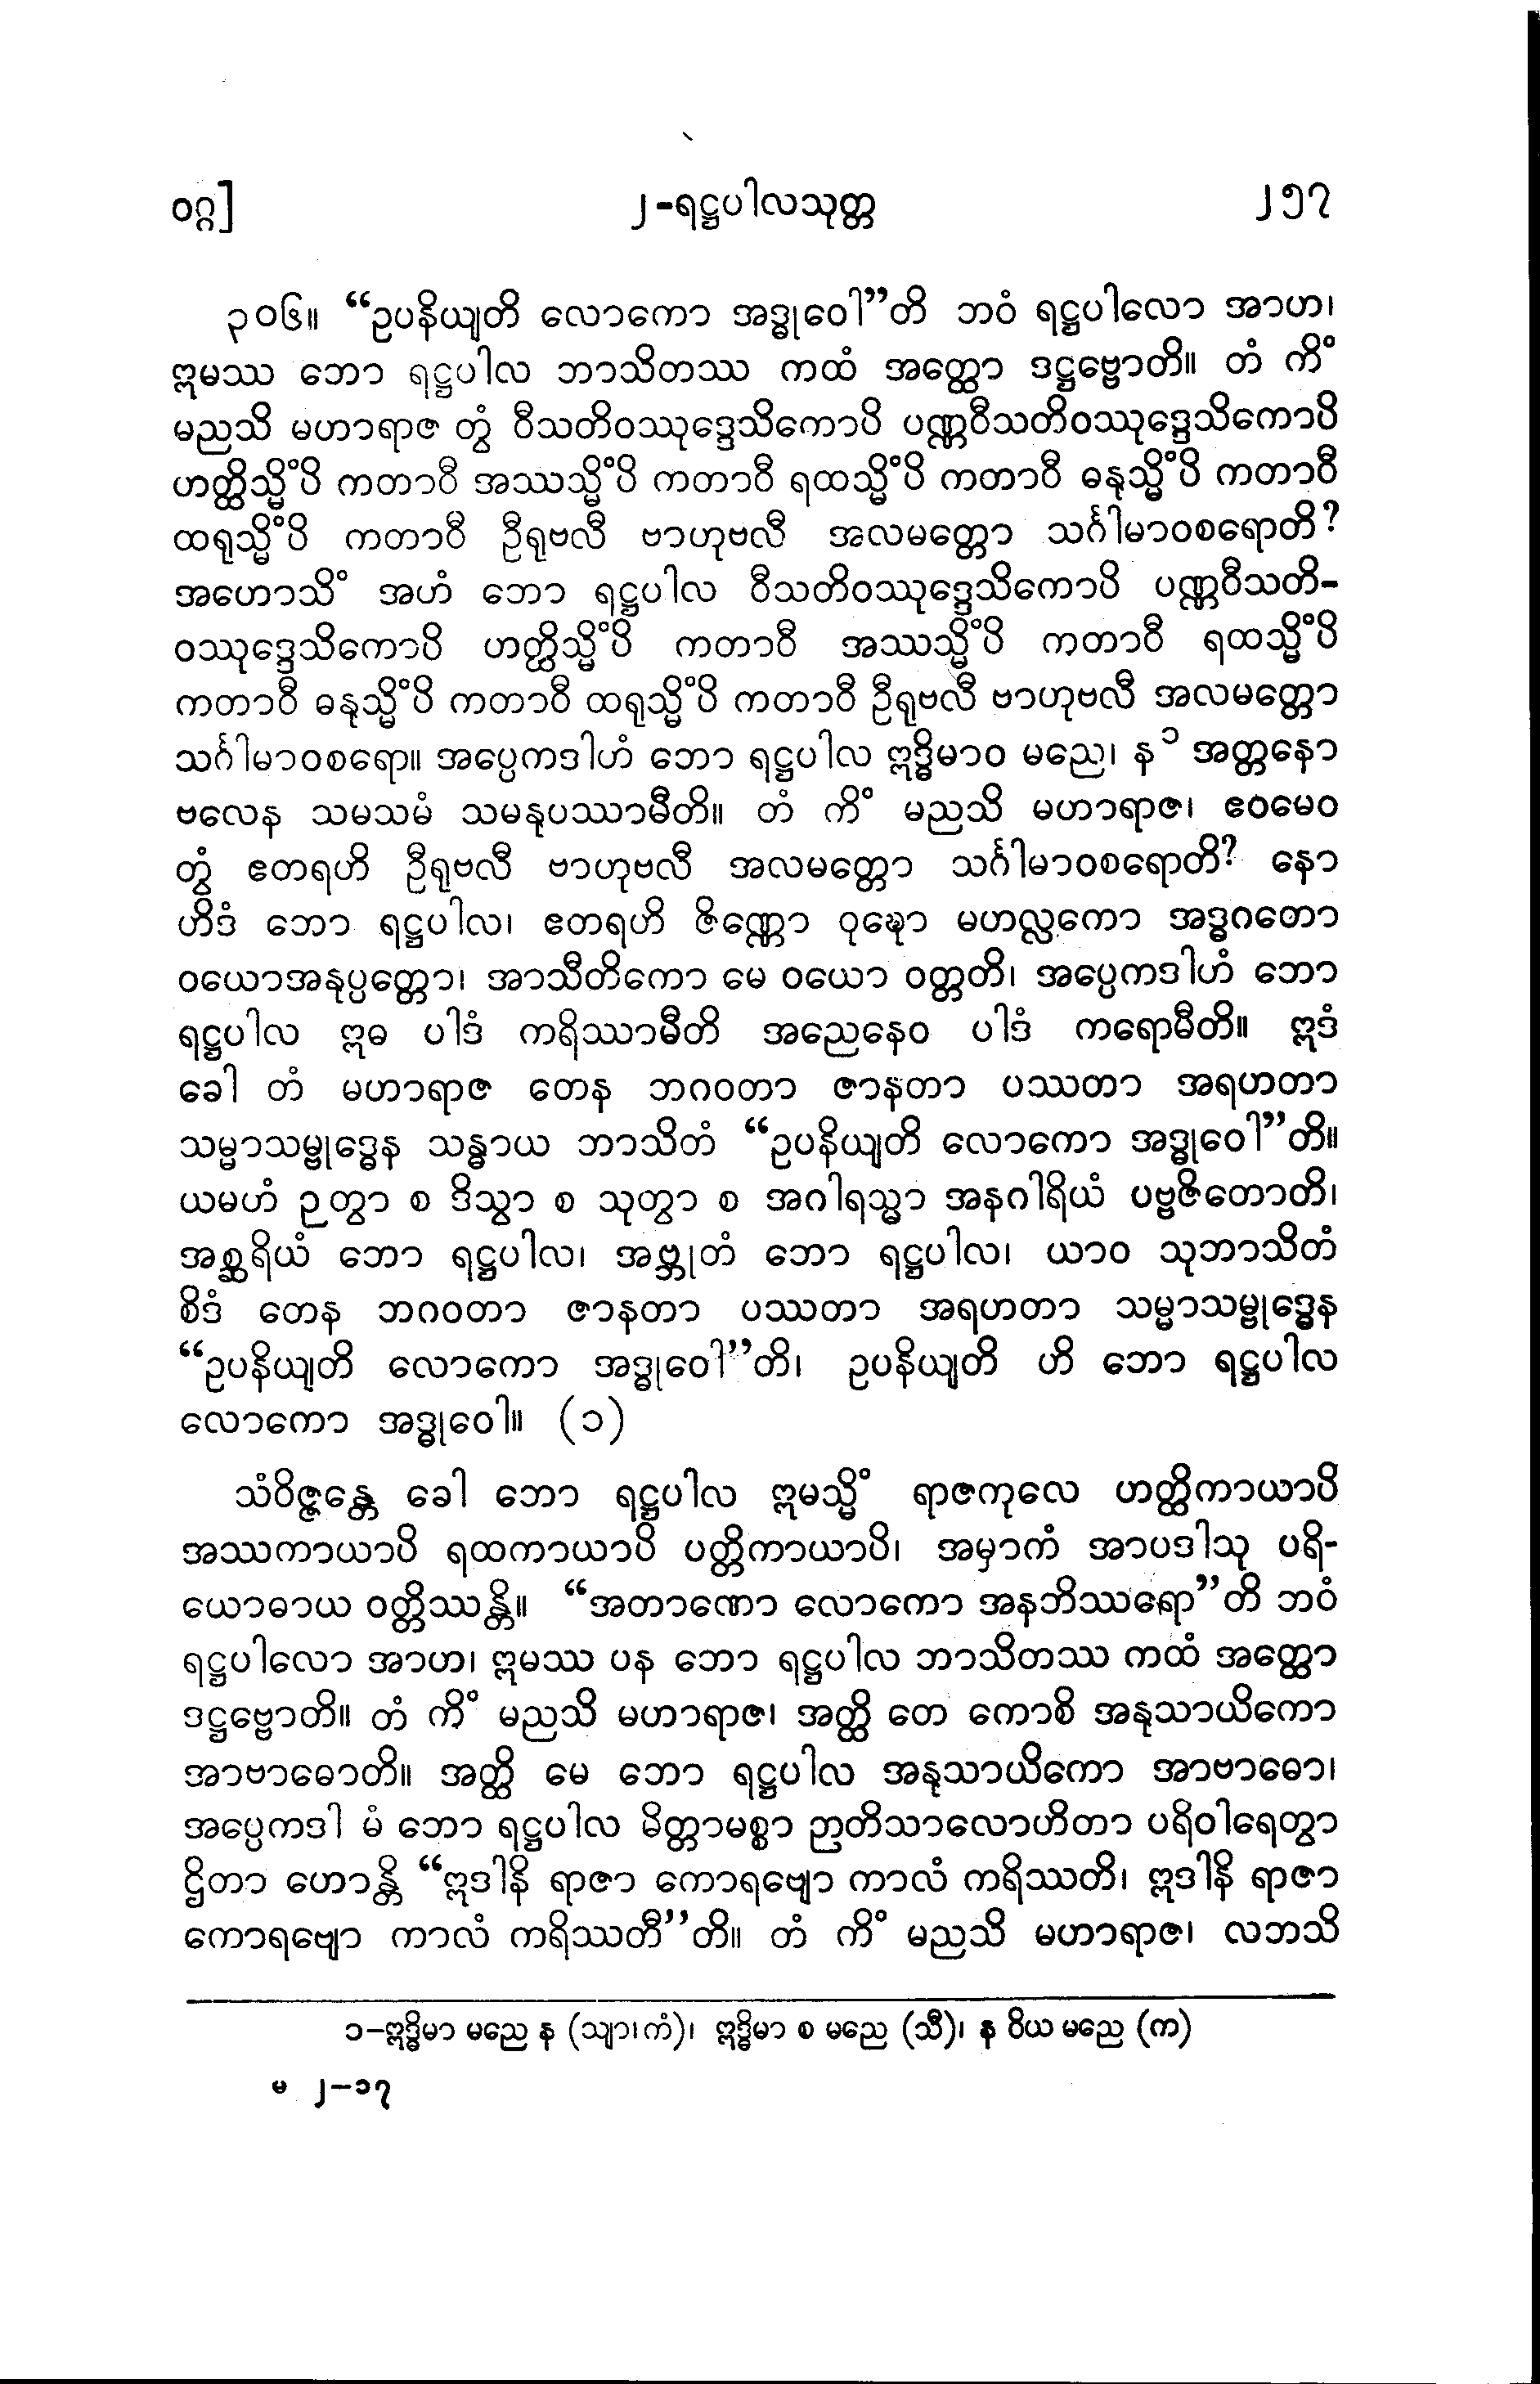 ဝဂ္ဂ]
၂-ရဋ္ဌပါလသုတ္တ
၂၅၇
၃၀၆။ “ဥပနိယျတိ လောကော အဒ္ဓုဝေါ”တိ ဘဝံ ရဋ္ဌပါလော အာဟ၊
ဣမဿ ဘော ရဋ္ဌပါလ ဘာသိတဿ ကထံ အတ္ထော ဒဋ္ဌဗ္ဗောတိ။ တံ ကိံ
မညသိ မဟာရာဇ တွံ ဝီသတိဝဿုဒ္ဒေသိကောပိ ပဏ္ဏဝီသတိဝဿုဒ္ဒေသိကောပိ
ဟတ္ထိသ္မိံပိ ကတာဝီ အဿသ္မိံပိ ကတာဝီ ရထသ္မိံပိ ကတာဝီ ဓနုသ္မိံပိ ကတာဝီ
ထရုသ္မိံပိ ကတာဝီ ဦရုဗလီ ဗာဟုဗလီ အလမတ္တော သင်္ဂါမာဝစရောတိ?
အဟောသိံ အဟံ ဘော ရဋ္ဌပါလ ဝီသတိဝဿုဒ္ဒေသိကောပိ ပဏ္ဏဝီသတိ-
ဝဿုဒ္ဒေသိကောပိ ဟတ္ထိသ္မိံပိ ကတာဝီ အဿသ္မိံပိ ကတာဝီ ရထသ္မိံပိ
ကတာဝီ ဓနုသ္မိံပိ ကတာဝီ ထရုသ္မိံပိ ကတာဝီ ဦရုဗလီ ဗာဟုဗလီ အလမတ္တော
သင်္ဂါမာဝစရော။ အပ္ပေကဒါဟံ ဘော ရဋ္ဌပါလ ဣဒ္ဓိမာဝ မညေ၊ န၁ အတ္တနော
ဗလေန သမသမံ သမနုပဿာမီတိ။ တံ ကိံ မညသိ မဟာရာဇ၊ ဧဝမေဝ
တွံ ဧတရဟိ ဦရုဗလီ ဗာဟုဗလီ အလမတ္တော သင်္ဂါမာဝစရောတိ? နော
ဟိဒံ ဘော ရဋ္ဌပါလ၊ ဧတရဟိ ဇိဏ္ဏော ဝုဍ္ဎော မဟလ္လကော အဒ္ဓဂတော
ဝယောအနုပ္ပတ္တော၊ အာသီတိကော မေ ဝယော ဝတ္တတိ၊ အပ္ပေကဒါဟံ ဘော
ရဋ္ဌပါလ ဣဓ ပါဒံ ကရိဿာမီတိ အညေနေဝ ပါဒံ ကရောမီတိ။ ဣဒံ
ခေါ တံ မဟာရာဇ တေန ဘဂဝတာ ဇာနတာ ပဿတာ အရဟတာ
သမ္မာသမ္ဗုဒ္ဓေန သန္ဓာယ ဘာသိတံ “ဥပနိယျတိ လောကော အဒ္ဓုဝေါ”တိ။
ယမဟံ ဉတွာ စ ဒိသွာ စ သုတွာ စ အဂါရသ္မာ အနဂါရိယံ ပဗ္ဗဇိတောတိ၊
အစ္ဆရိယံ ဘော ရဋ္ဌပါလ၊ အဗ္ဘုတံ ဘော ရဋ္ဌပါလ၊ ယာဝ သုဘာသိတံ
စိဒံ တေန ဘဂဝတာ ဇာနတာ ပဿတာ အရဟတာ သမ္မာသမ္ဗုဒ္ဓေန
“ဥပနိယျတိ လောကော အဒ္ဓုဝေါ”တိ၊ ဥပနိယျတိ ဟိ ဘော ရဋ္ဌပါလ
လောကော အဒ္ဓုဝေါ။ (၁)
သံဝိဇ္ဇန္တေ ခေါ ဘော ရဋ္ဌပါလ ဣမသ္မိံ ရာဇကုလေ ဟတ္ထိကာယာပိ
အဿကာယာပိ ရထကာယာပိ ပတ္တိကာယာပိ၊ အမှာကံ အာပဒါသု ပရိ-
ယောဓာယ ဝတ္တိဿန္တိ။ “အတာဏော လောကော အနဘိဿရော”တိ ဘဝံ
ရဋ္ဌပါလော အာဟ၊ ဣမဿ ပန ဘော ရဋ္ဌပါလ ဘာသိတဿ ကထံ အတ္ထော
ဒဋ္ဌဗ္ဗောတိ။ တံ ကိံ မညသိ မဟာရာဇ၊ အတ္ထိ တေ ကောစိ အနုသာယိကော
အာဗာဓောတိ။ အတ္ထိ မေ ဘော ရဋ္ဌပါလ အနုသာယိကော အာဗာဓော၊
အပ္ပေကဒါ မံ ဘော ရဋ္ဌပါလ မိတ္တာမစ္စာ ဉာတိသာလောဟိတာ ပရိဝါရေတွာ
ဌိတာ ဟောန္တိ “ဣဒါနိ ရာဇာ ကောရဗျော ကာလံ ကရိဿတိ၊ ဣဒါနိ ရာဇာ
ကောရဗျော ကာလံ ကရိဿတီ”တိ။ တံ ကိံ မညသိ မဟာရာဇ၊ လဘသိ
၁-ဣဒ္ဓိမာ မညေ န (သျာ၊ကံ)၊ ဣဒ္ဓိမာ စ မညေ (သီ)၊ န ဝိယ မညေ (က)
မ ၂-၁၇